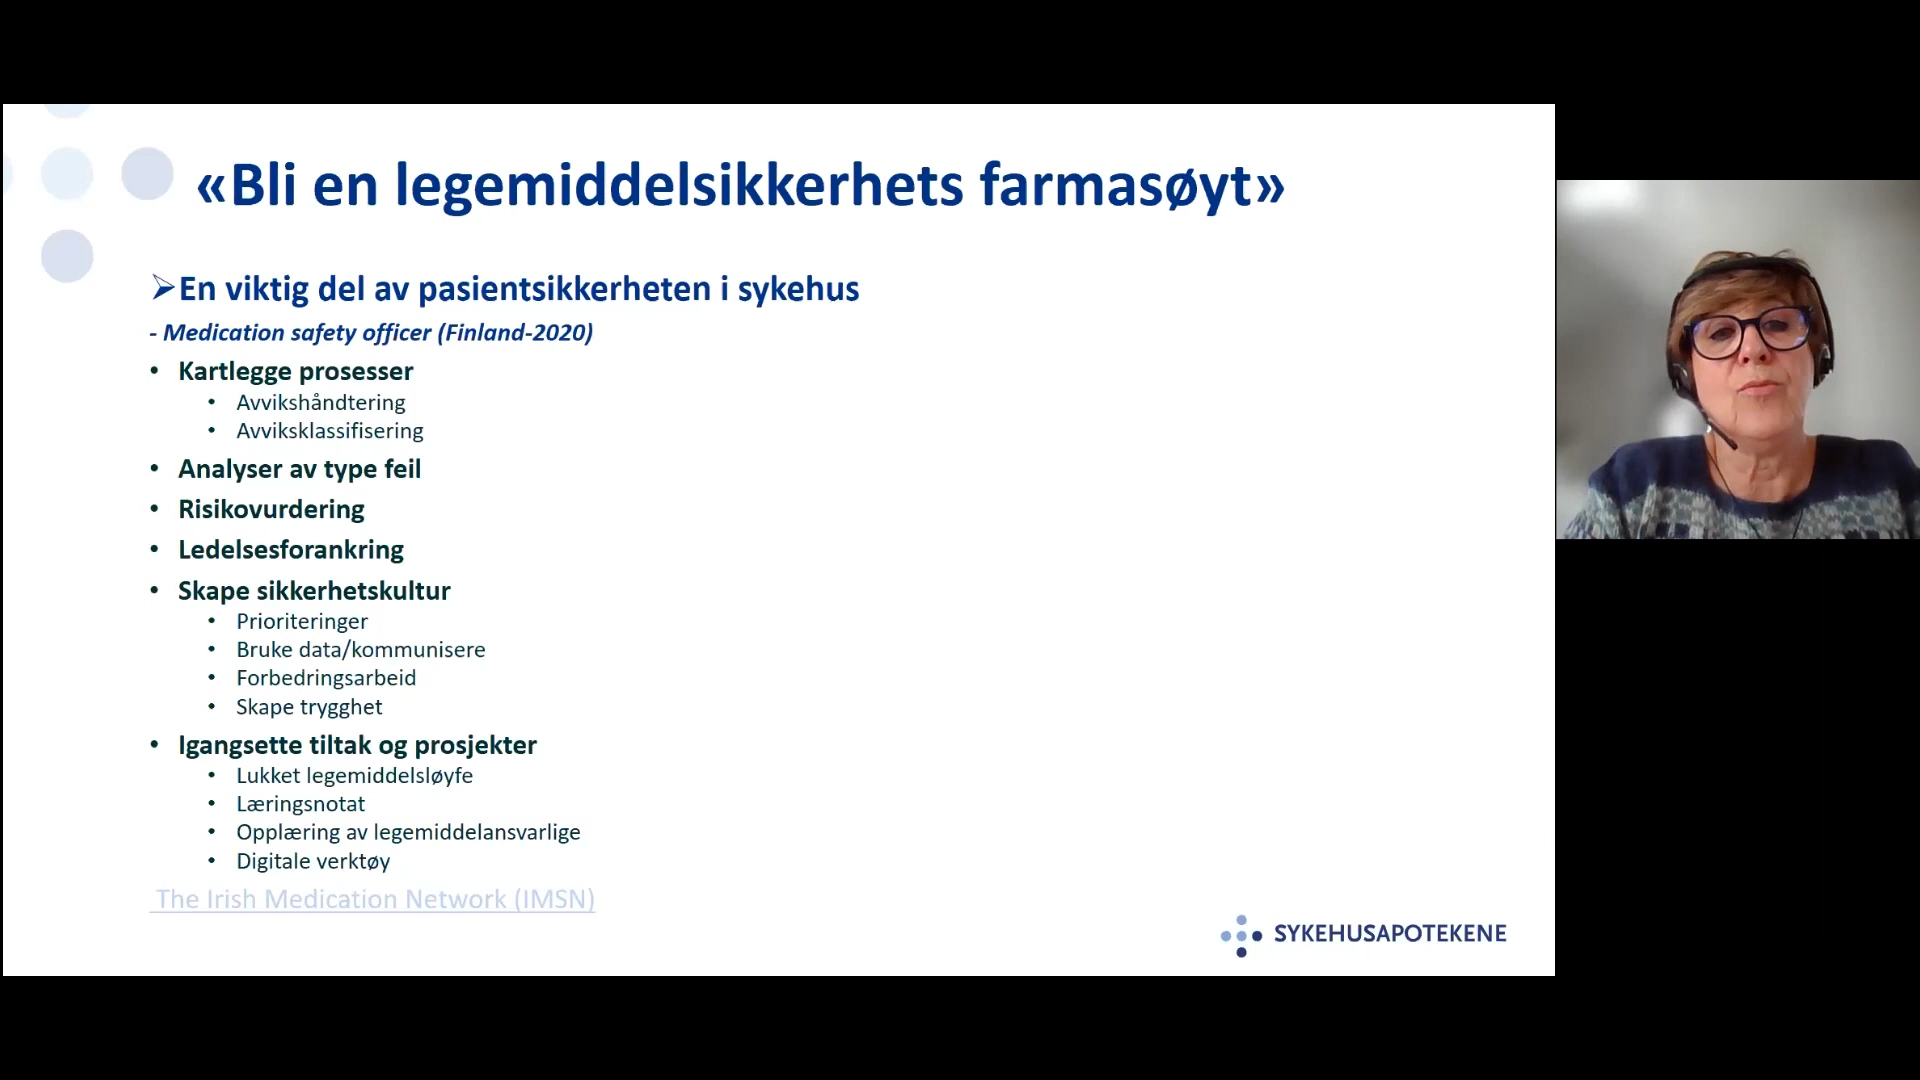 «Bli en legemiddelsikkerhets farmasøyt»
➢En viktig del av pasientsikkerheten i sykehus
- Medication safety officer (Finland-2020)
• Kartlegge prosesser
• Avvikshåndtering
• Avviksklassifisering
• Analyser av type feil
• Risikovurdering
• Ledelsesforankring
• Skape sikkerhetskultur
• Prioriteringer
• Bruke data/kommunisere
• Forbedringsarbeid
• Skape trygghet
• Igangsette tiltak og prosjekter
• Lukket legemiddelsløyfe
• Læringsnotat
• Opplæring av legemiddelansvarlige
• Digitale verktøy
The Irish Medication Network (IMSN)
SYKEHUSAPOTEKENE